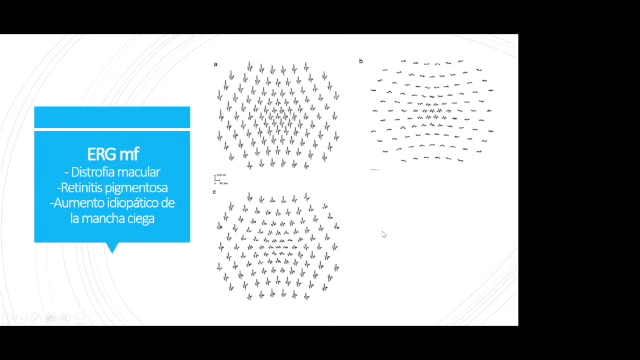 ERG mf
- Distrofia macular
-Retinitis pigmentosa
-Aumento idiopático de
la mancha ciega
a
b
c